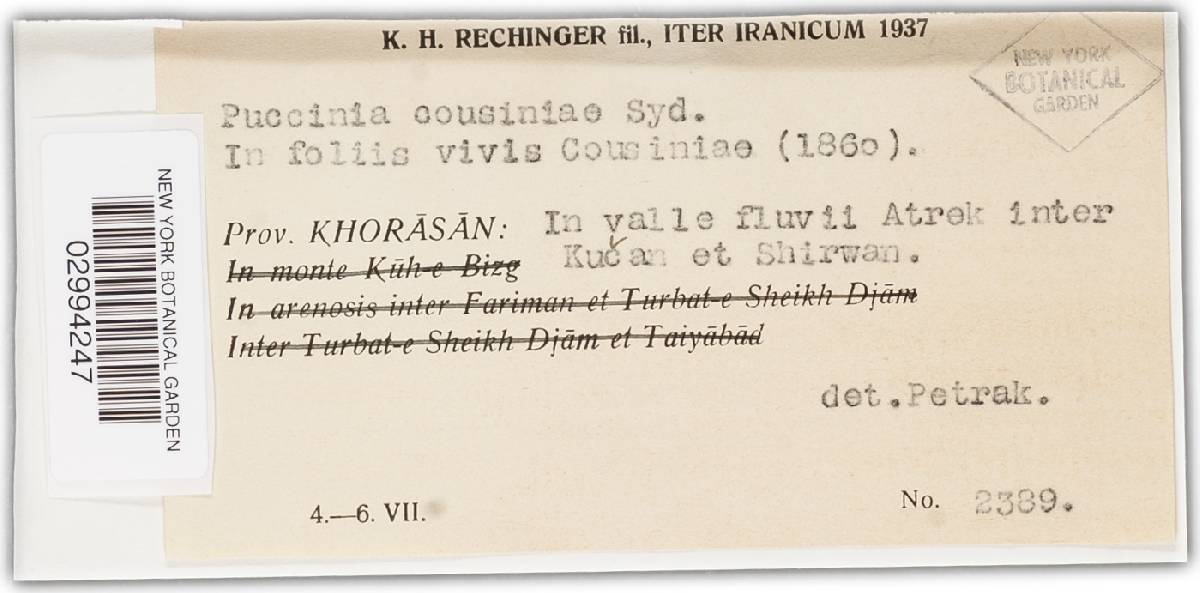 K. H. RECHINGER fil., ITER IRANICUM 1937
NEW YORK
BOTANICAL
GARDEN
Puccinia cousiniae Syd.
In foliis vivis Cousiniae (1860).
Prov. KHORĀSĀN: In valle fluvii Atrek inter
Kučan et Shirwan.
In monte Kūh-e Bizg
In arenosis inter Fariman et Turbat-e Sheikh Djām
Inter Turbat-e Sheikh Djām et Taiyābād
det.Petrak.
4.—6. VII.
No. 2389.
NEW YORK BOTANICAL GARDEN
02994247